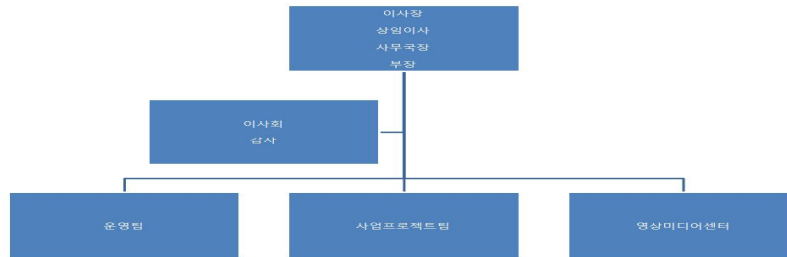 이사장
상임이사
사무국장
부장
이사회
감사
운영팀
사업프로젝트팀
영상미디어센터